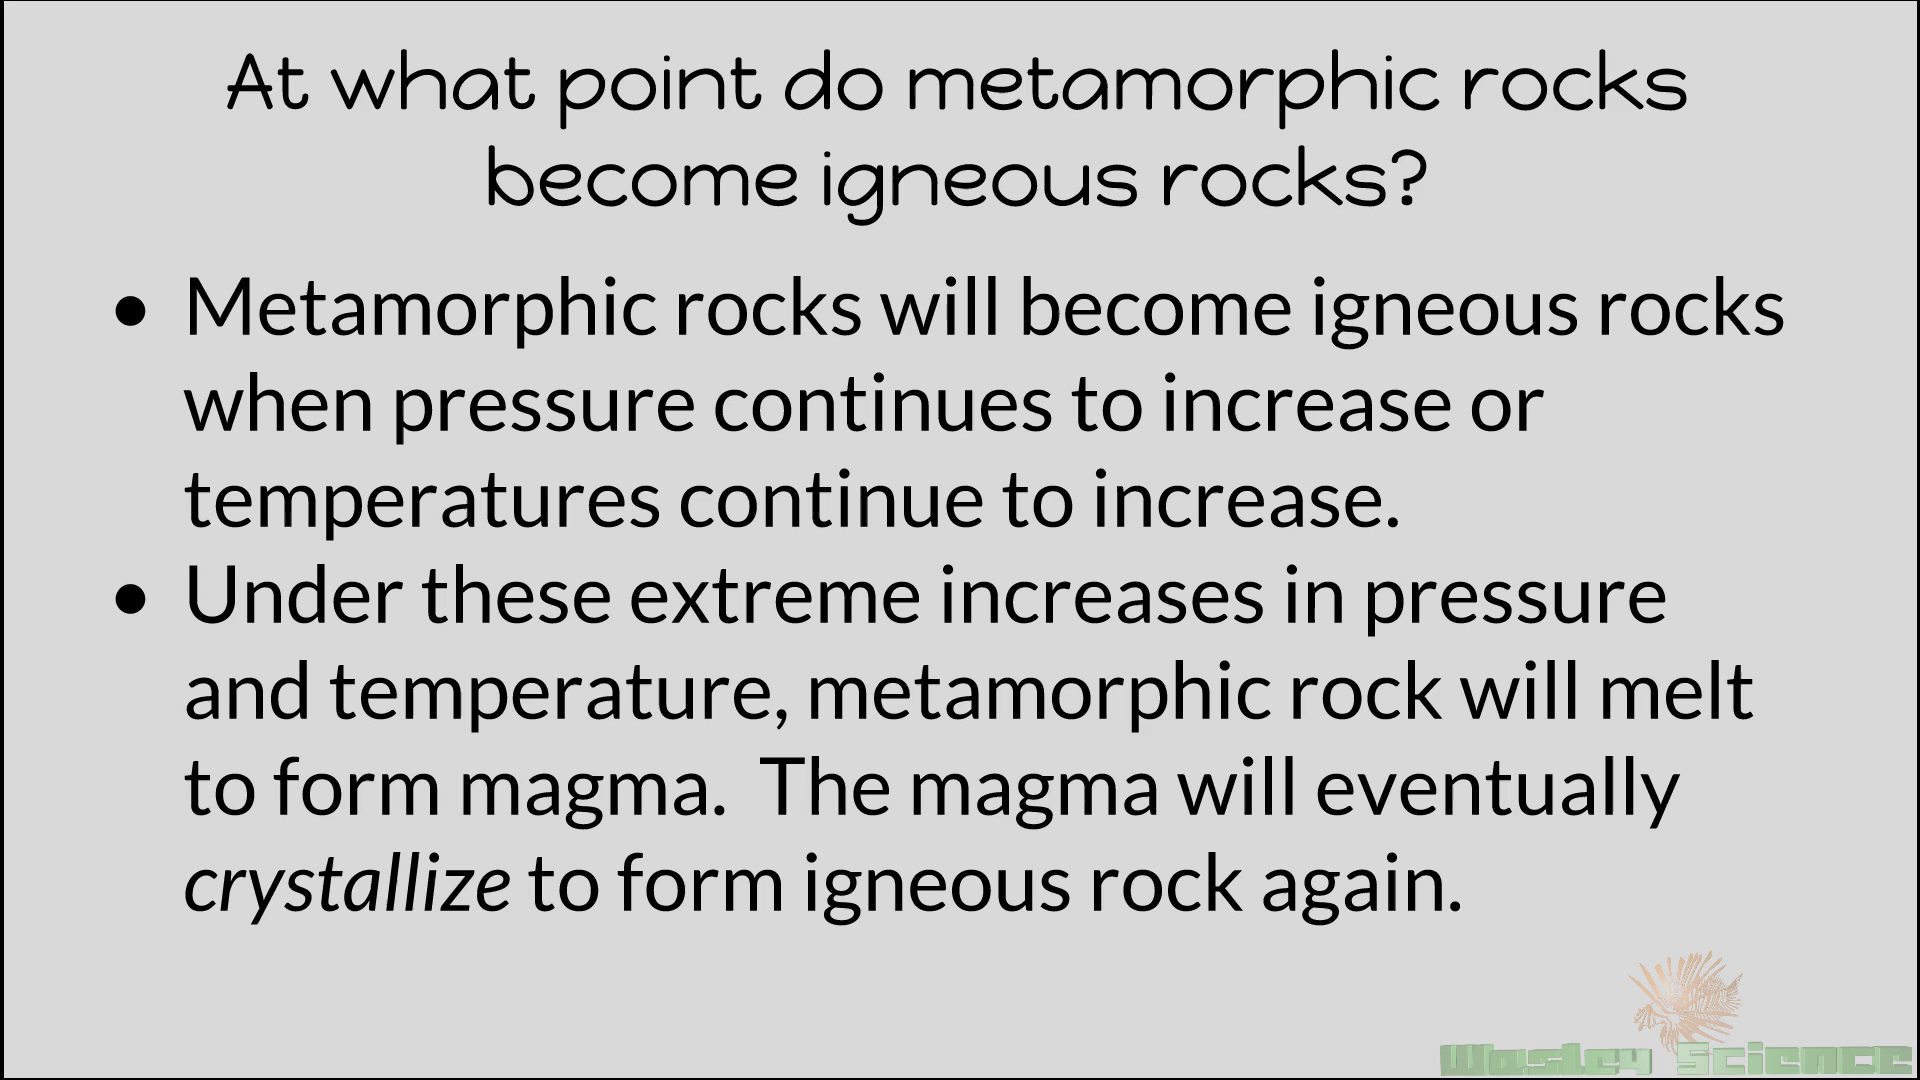 At what point do metamorphic rocks
become igneous rocks?
● Metamorphic rocks will become igneous rocks
when pressure continues to increase or
temperatures continue to increase.
● Under these extreme increases in pressure
and temperature, metamorphic rock will melt
to form magma.  The magma will eventually
crystallize to form igneous rock again.
Wasley Science